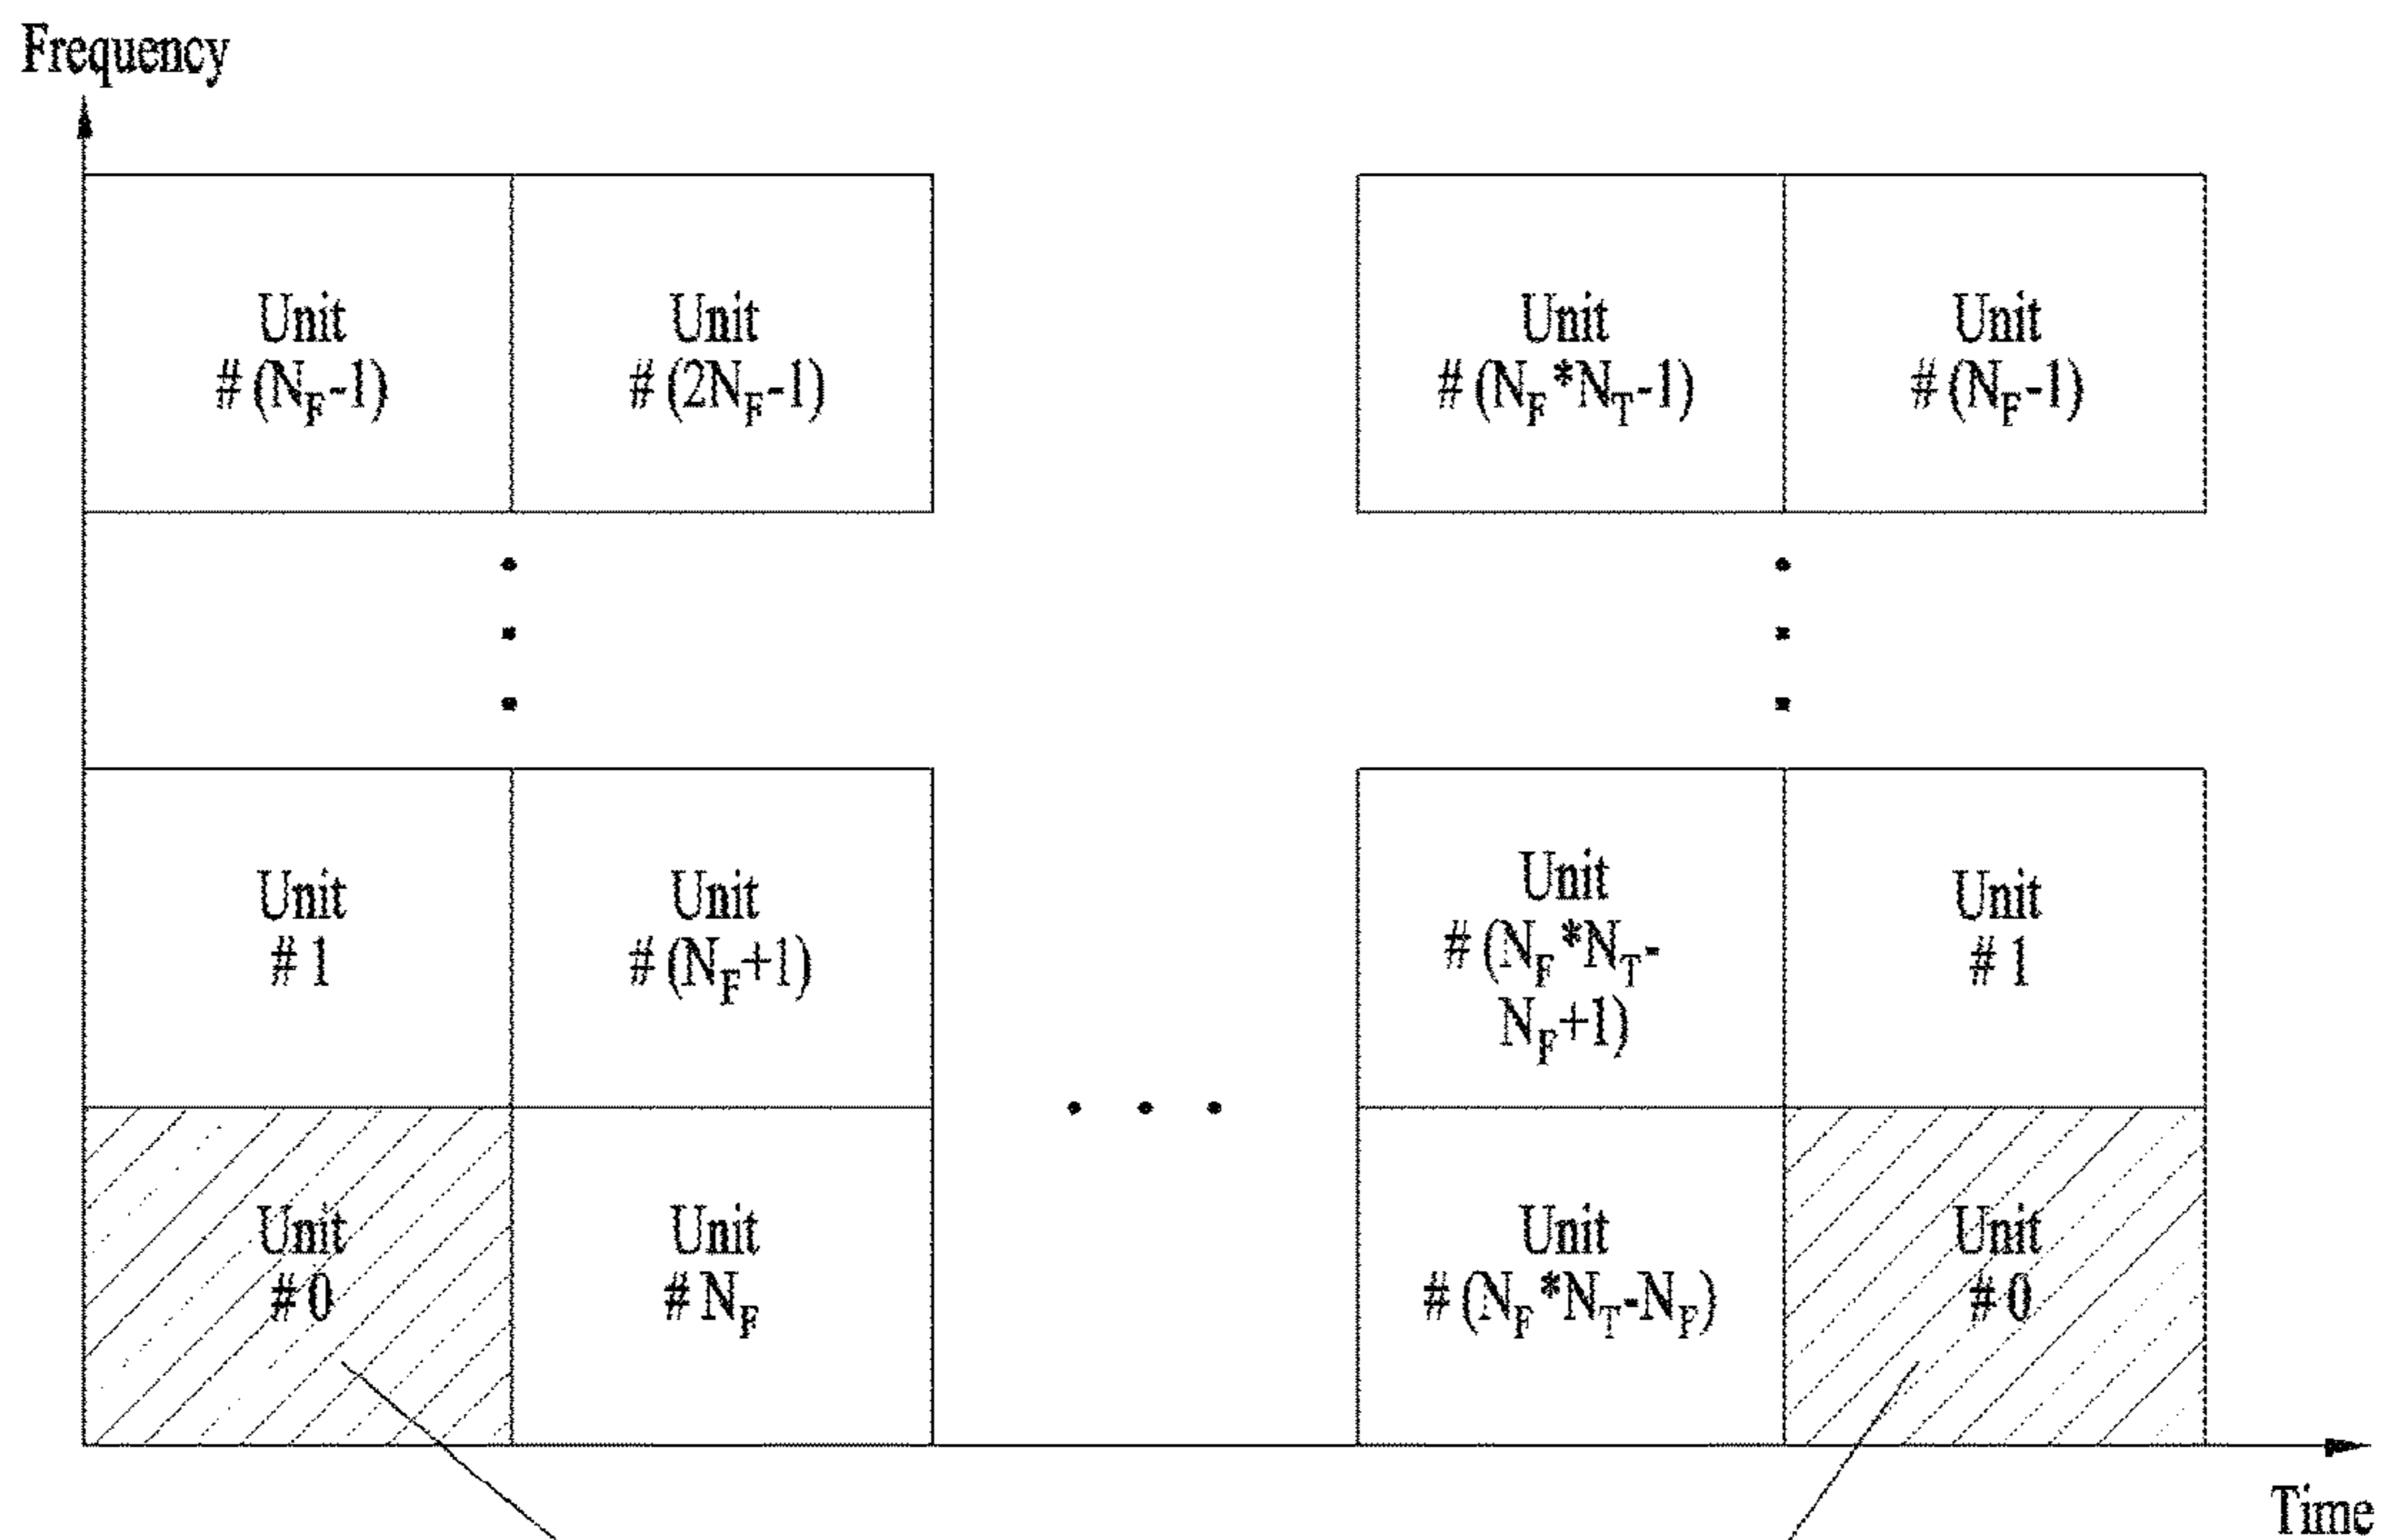 Frequency
Unit
# (N_F-1)
Unit
# (2N_F-1)
Unit
# (N_F*N_T-1)
Unit
# (N_F-1)
Unit
# 1
Unit
# (N_F+1)
Unit
# (N_F*N_T-
N_F+1)
Unit
# 1
Unit
# 0
Unit
# N_F
Unit
# (N_F*N_T-N_F)
Unit
# 0
Time